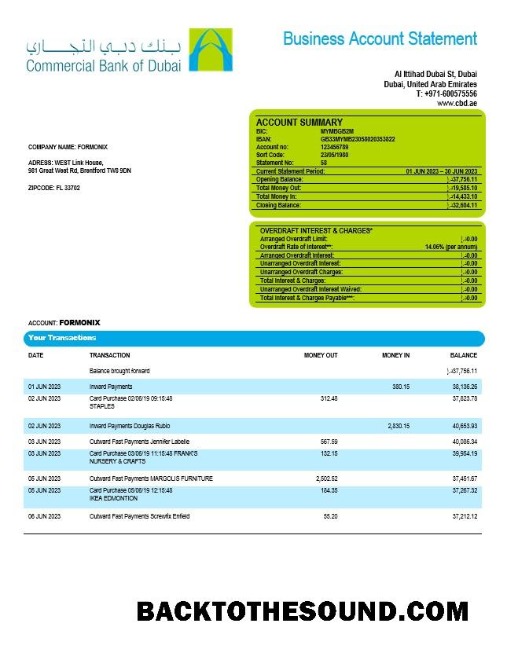 بنك دبي التجاري
Commercial Bank of Dubai
Business Account Statement
Al Ittihad Dubai St, Dubai
Dubai, United Arab Emirates
T: +971-600575556
www.cbd.ae
COMPANY NAME: FORMONIX
ADRESS: WEST Link House,
981 Great West Rd, Brentford TW8 9DN
ZIPCODE: FL 33702
ACCOUNT SUMMARY
BIC: MYMBGB2M
IBAN:
Account no: 123456789
Sort Code: 23/05/1980
Statement No: 58
Current Statement Period: 01 JUN 2023 – 30 JUN 2023
Opening Balance: 37,756.11
Total Money Out: 19,585.10
Total Money In: 14,433.10
Closing Balance: 32,604.11
OVERDRAFT INTEREST & CHARGES*
Arranged Overdraft Limit: 0.00
Overdraft Rate of Interest**: 14.05% (per annum)
Arranged Overdraft Interest: 0.00
Unarranged Overdraft Interest: 0.00
Unarranged Overdraft Charges: 0.00
Total Interest & Charges: 0.00
Unarranged Overdraft Interest Waived: 0.00
Total Interest & Charges Payable***: 0.00
ACCOUNT: FORMONIX
Your Transactions
DATE TRANSACTION MONEY OUT MONEY IN BALANCE
Balance brought forward 37,756.11
01 JUN 2023 Inward Payments 380.15 38,136.26
02 JUN 2023 Card Purchase 02/06/19 09:15:48 312.48 37,823.78
STAPLES
02 JUN 2023 Inward Payments Douglas Rubio 2,830.15 40,653.93
03 JUN 2023 Outward Fast Payments Jennifer Labelle 567.59 40,086.34
03 JUN 2023 Card Purchase 03/06/19 11:15:48 FRANK'S 132.15 39,954.19
NURSERY & CRAFTS
05 JUN 2023 Outward Fast Payments MARGOLIS FURNITURE 2,502.52 37,451.67
05 JUN 2023 Card Purchase 05/06/19 12:15:48 184.35 37,267.32
IKEA EDMONTION
06 JUN 2023 Outward Fast Payments Screwfix Enfield 55.20 37,212.12
BACKTOTHESOUND.COM